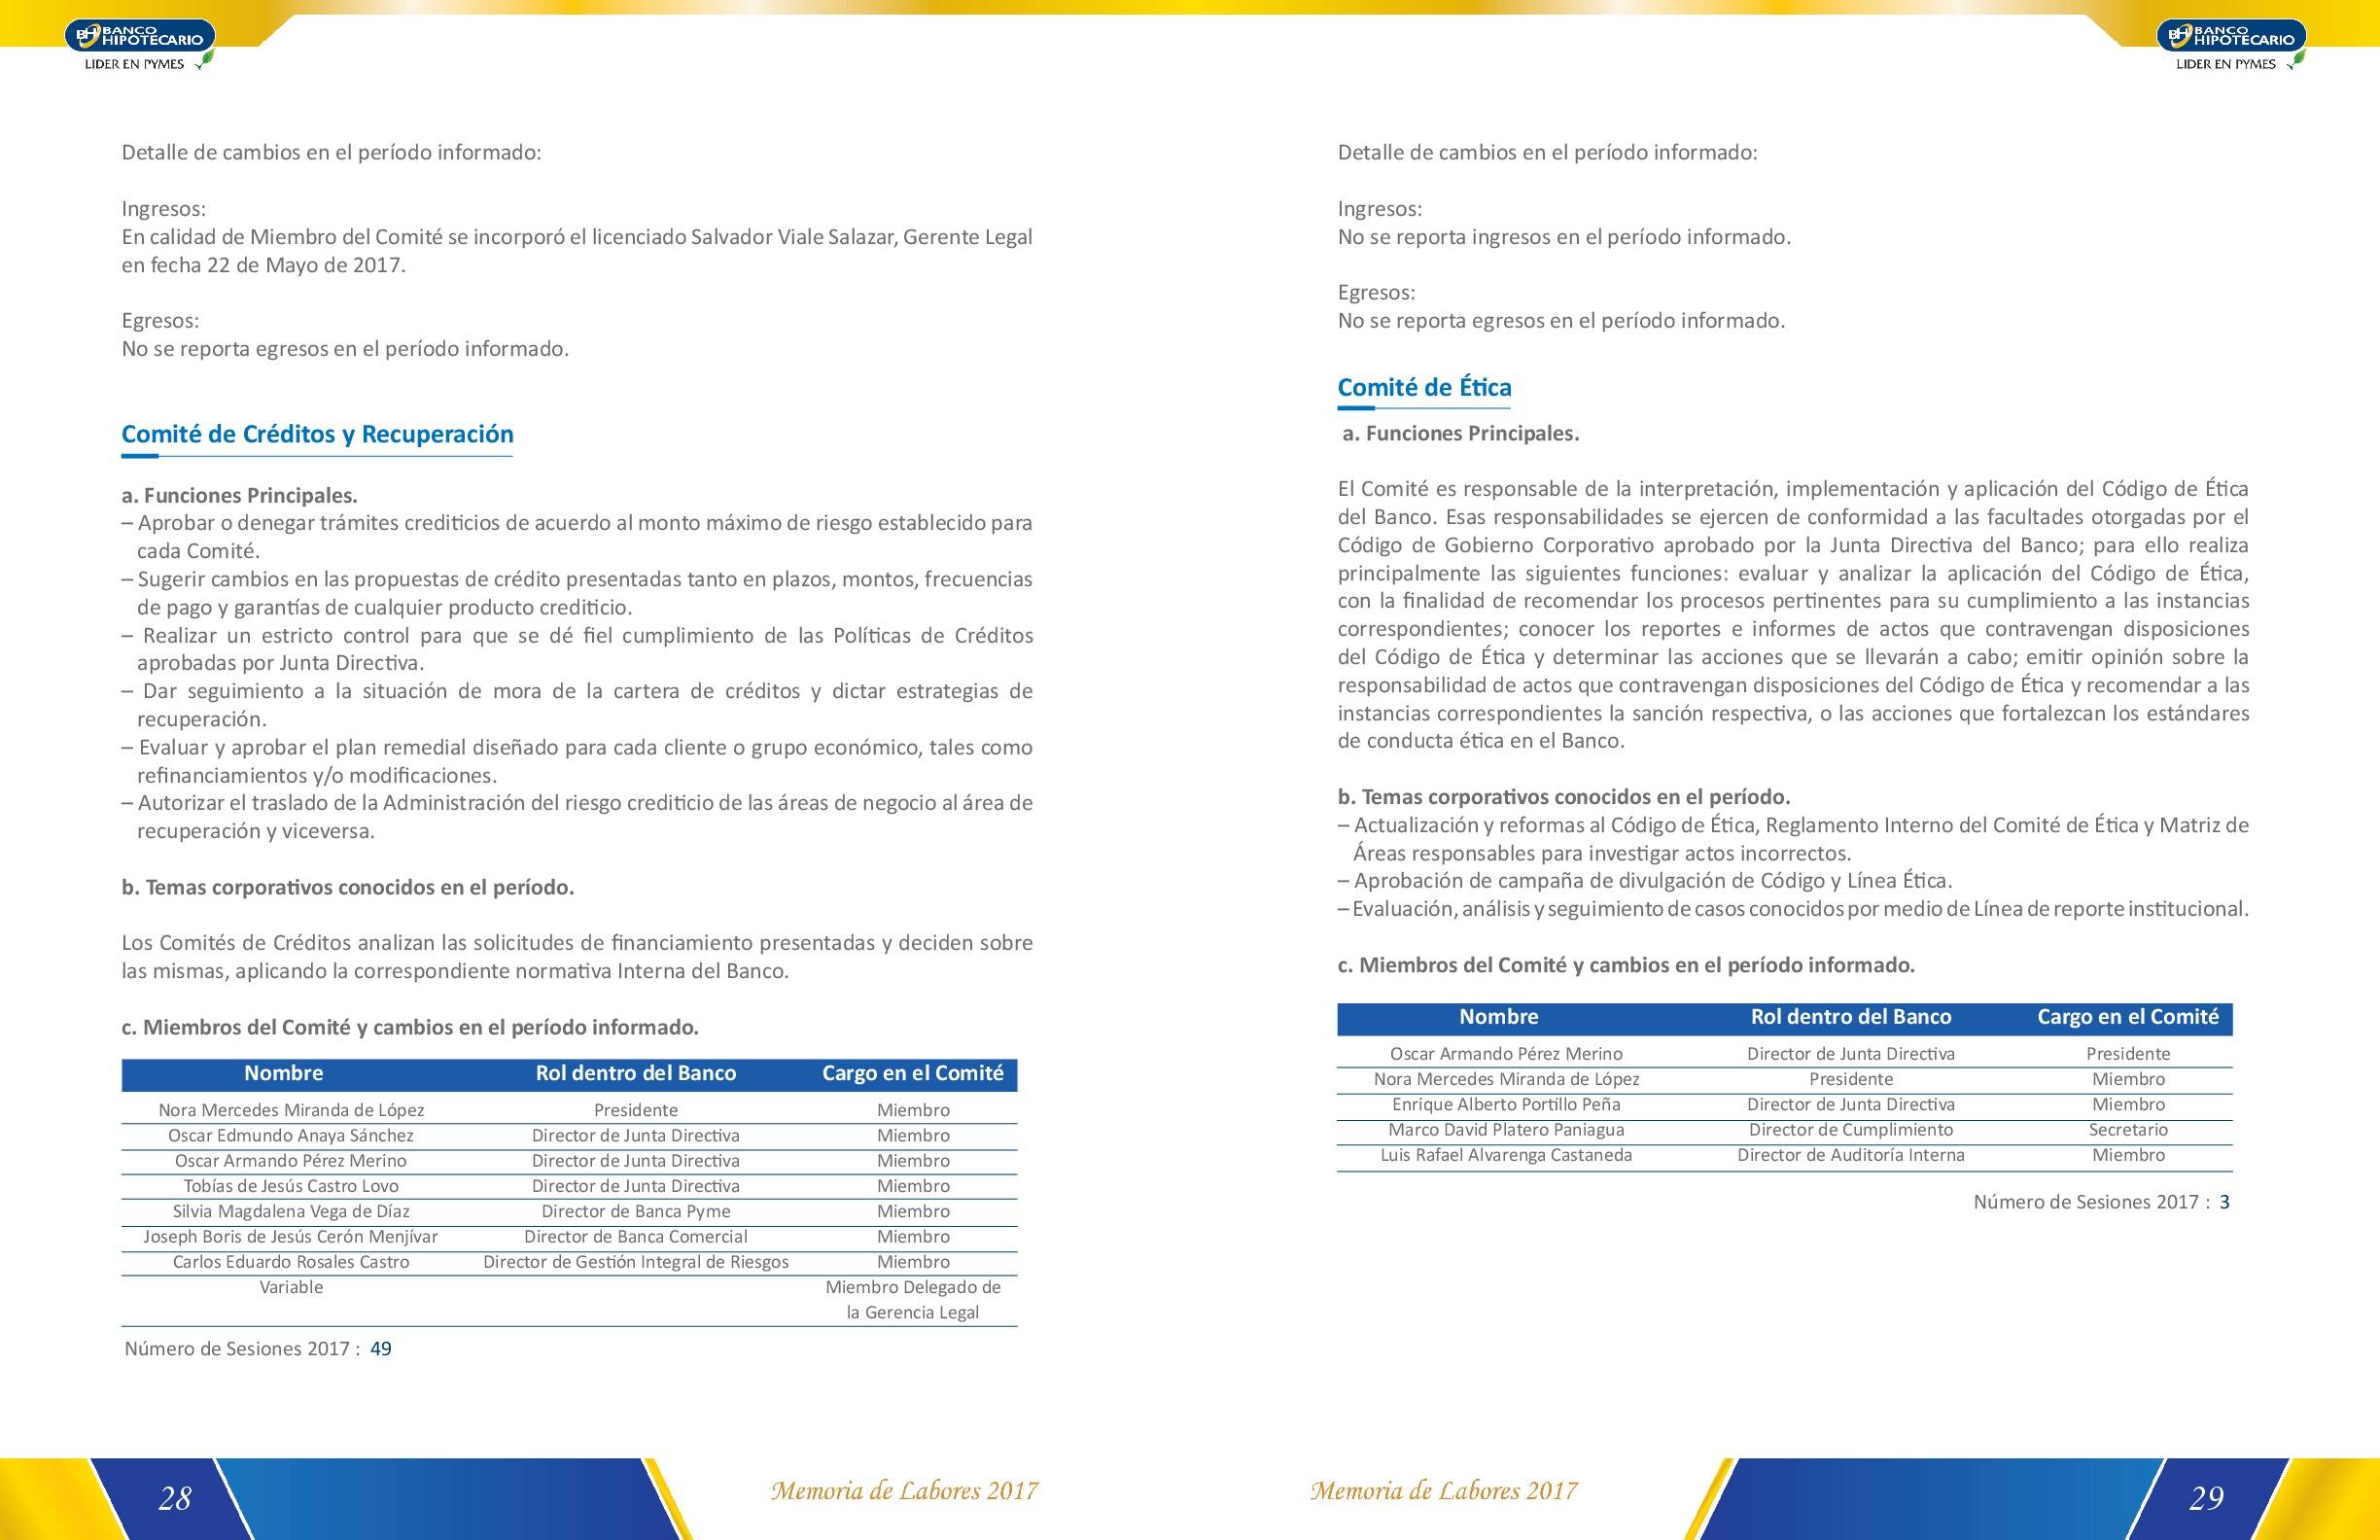 BH BANCO
HIPOTECARIO
LIDER EN PYMES
Detalle de cambios en el período informado:
Ingresos:
En calidad de Miembro del Comité se incorporó el licenciado Salvador Viale Salazar, Gerente Legal
en fecha 22 de Mayo de 2017.
Egresos:
No se reporta egresos en el período informado.
Comité de Créditos y Recuperación
a. Funciones Principales.
– Aprobar o denegar trámites crediticios de acuerdo al monto máximo de riesgo establecido para
cada Comité.
– Sugerir cambios en las propuestas de crédito presentadas tanto en plazos, montos, frecuencias
de pago y garantías de cualquier producto crediticio.
– Realizar un estricto control para que se dé fiel cumplimiento de las Políticas de Créditos
aprobadas por Junta Directiva.
– Dar seguimiento a la situación de mora de la cartera de créditos y dictar estrategias de
recuperación.
– Evaluar y aprobar el plan remedial diseñado para cada cliente o grupo económico, tales como
refinanciamientos y/o modificaciones.
– Autorizar el traslado de la Administración del riesgo crediticio de las áreas de negocio al área de
recuperación y viceversa.
b. Temas corporativos conocidos en el período.
Los Comités de Créditos analizan las solicitudes de financiamiento presentadas y deciden sobre
las mismas, aplicando la correspondiente normativa Interna del Banco.
c. Miembros del Comité y cambios en el período informado.
Nombre Rol dentro del Banco Cargo en el Comité
Nora Mercedes Miranda de López Presidente Miembro
Oscar Edmundo Anaya Sánchez Director de Junta Directiva Miembro
Oscar Armando Pérez Merino Director de Junta Directiva Miembro
Tobías de Jesús Castro Lovo Director de Junta Directiva Miembro
Silvia Magdalena Vega de Díaz Director de Banca Pyme Miembro
Joseph Boris de Jesús Cerón Menjívar Director de Banca Comercial Miembro
Carlos Eduardo Rosales Castro Director de Gestión Integral de Riesgos Miembro
Variable Miembro Delegado de
la Gerencia Legal
Número de Sesiones 2017 : 49
28
Memoria de Labores 2017
BH BANCO
HIPOTECARIO
LIDER EN PYMES
Detalle de cambios en el período informado:
Ingresos:
No se reporta ingresos en el período informado.
Egresos:
No se reporta egresos en el período informado.
Comité de Ética
a. Funciones Principales.
El Comité es responsable de la interpretación, implementación y aplicación del Código de Ética
del Banco. Esas responsabilidades se ejercen de conformidad a las facultades otorgadas por el
Código de Gobierno Corporativo aprobado por la Junta Directiva del Banco; para ello realiza
principalmente las siguientes funciones: evaluar y analizar la aplicación del Código de Ética,
con la finalidad de recomendar los procesos pertinentes para su cumplimiento a las instancias
correspondientes; conocer los reportes e informes de actos que contravengan disposiciones
del Código de Ética y determinar las acciones que se llevarán a cabo; emitir opinión sobre la
responsabilidad de actos que contravengan disposiciones del Código de Ética y recomendar a las
instancias correspondientes la sanción respectiva, o las acciones que fortalezcan los estándares
de conducta ética en el Banco.
b. Temas corporativos conocidos en el período.
– Actualización y reformas al Código de Ética, Reglamento Interno del Comité de Ética y Matriz de
Áreas responsables para investigar actos incorrectos.
– Aprobación de campaña de divulgación de Código y Línea Ética.
– Evaluación, análisis y seguimiento de casos conocidos por medio de Línea de reporte institucional.
c. Miembros del Comité y cambios en el período informado.
Nombre Rol dentro del Banco Cargo en el Comité
Oscar Armando Pérez Merino Director de Junta Directiva Presidente
Nora Mercedes Miranda de López Presidente Miembro
Enrique Alberto Portillo Peña Director de Junta Directiva Miembro
Marco David Platero Paniagua Director de Cumplimiento Secretario
Luis Rafael Alvarenga Castaneda Director de Auditoría Interna Miembro
Número de Sesiones 2017 : 3
Memoria de Labores 2017
29